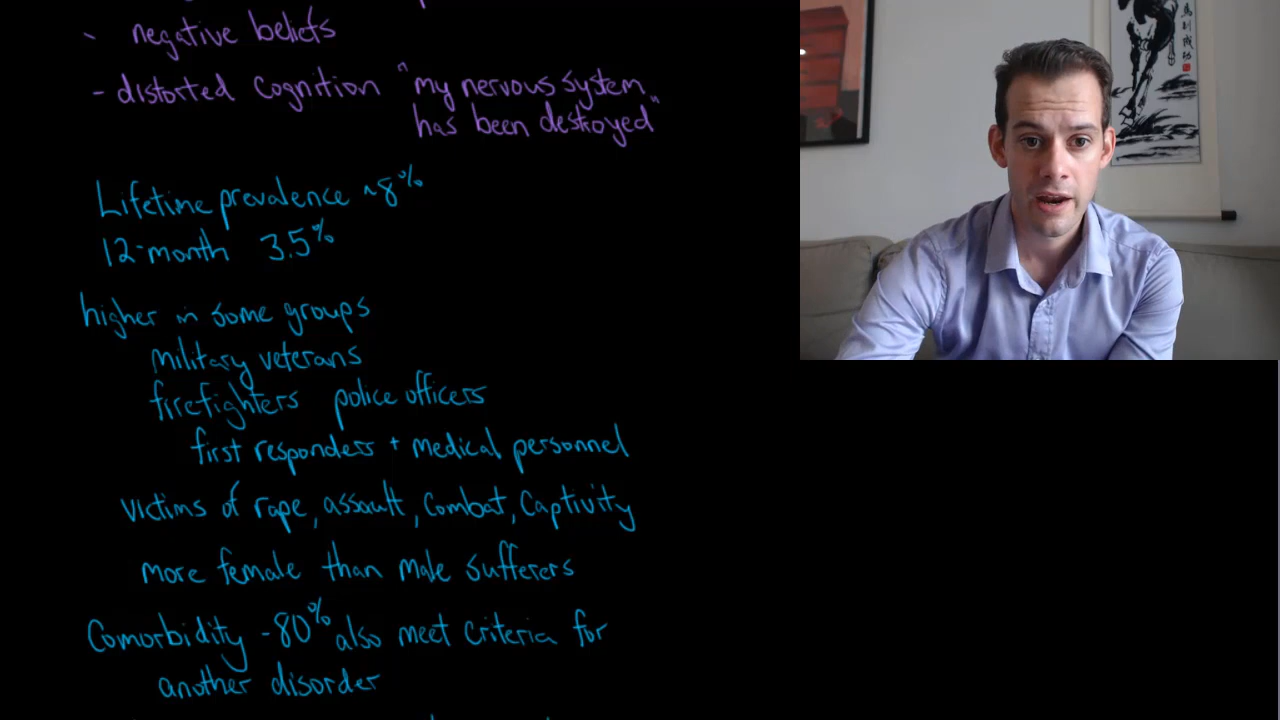 - negative beliefs
- distorted cognition "my nervous system
has been destroyed"
Lifetime prevalence ~8%
12-month 3.5%
higher in some groups
military veterans
firefighters police officers
first responders + medical personnel
victims of rape, assault, combat, captivity
more female than male sufferers
Comorbidity - 80% also meet criteria for
another disorder